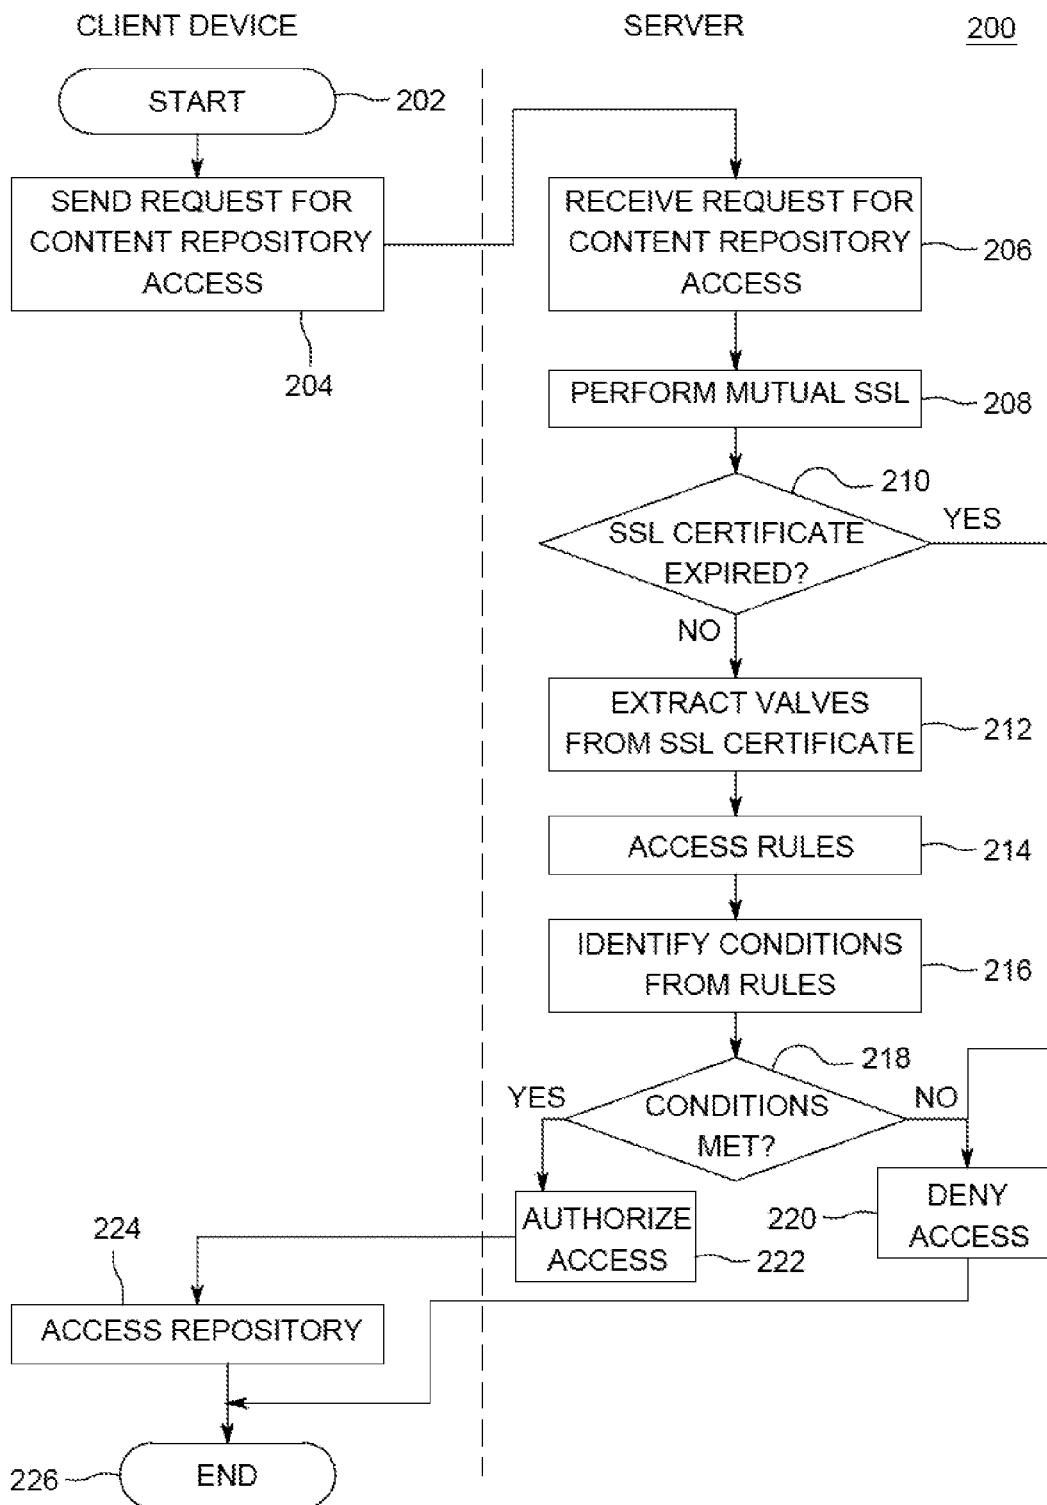 CLIENT DEVICE
SERVER
200
START
202
SEND REQUEST FOR
CONTENT REPOSITORY
ACCESS
204
RECEIVE REQUEST FOR
CONTENT REPOSITORY
ACCESS
206
PERFORM MUTUAL SSL
208
210
SSL CERTIFICATE
EXPIRED?
YES
NO
EXTRACT VALVES
FROM SSL CERTIFICATE
212
ACCESS RULES
214
IDENTIFY CONDITIONS
FROM RULES
216
218
YES
CONDITIONS
MET?
NO
AUTHORIZE
ACCESS
222
220
DENY
ACCESS
224
ACCESS REPOSITORY
END
226